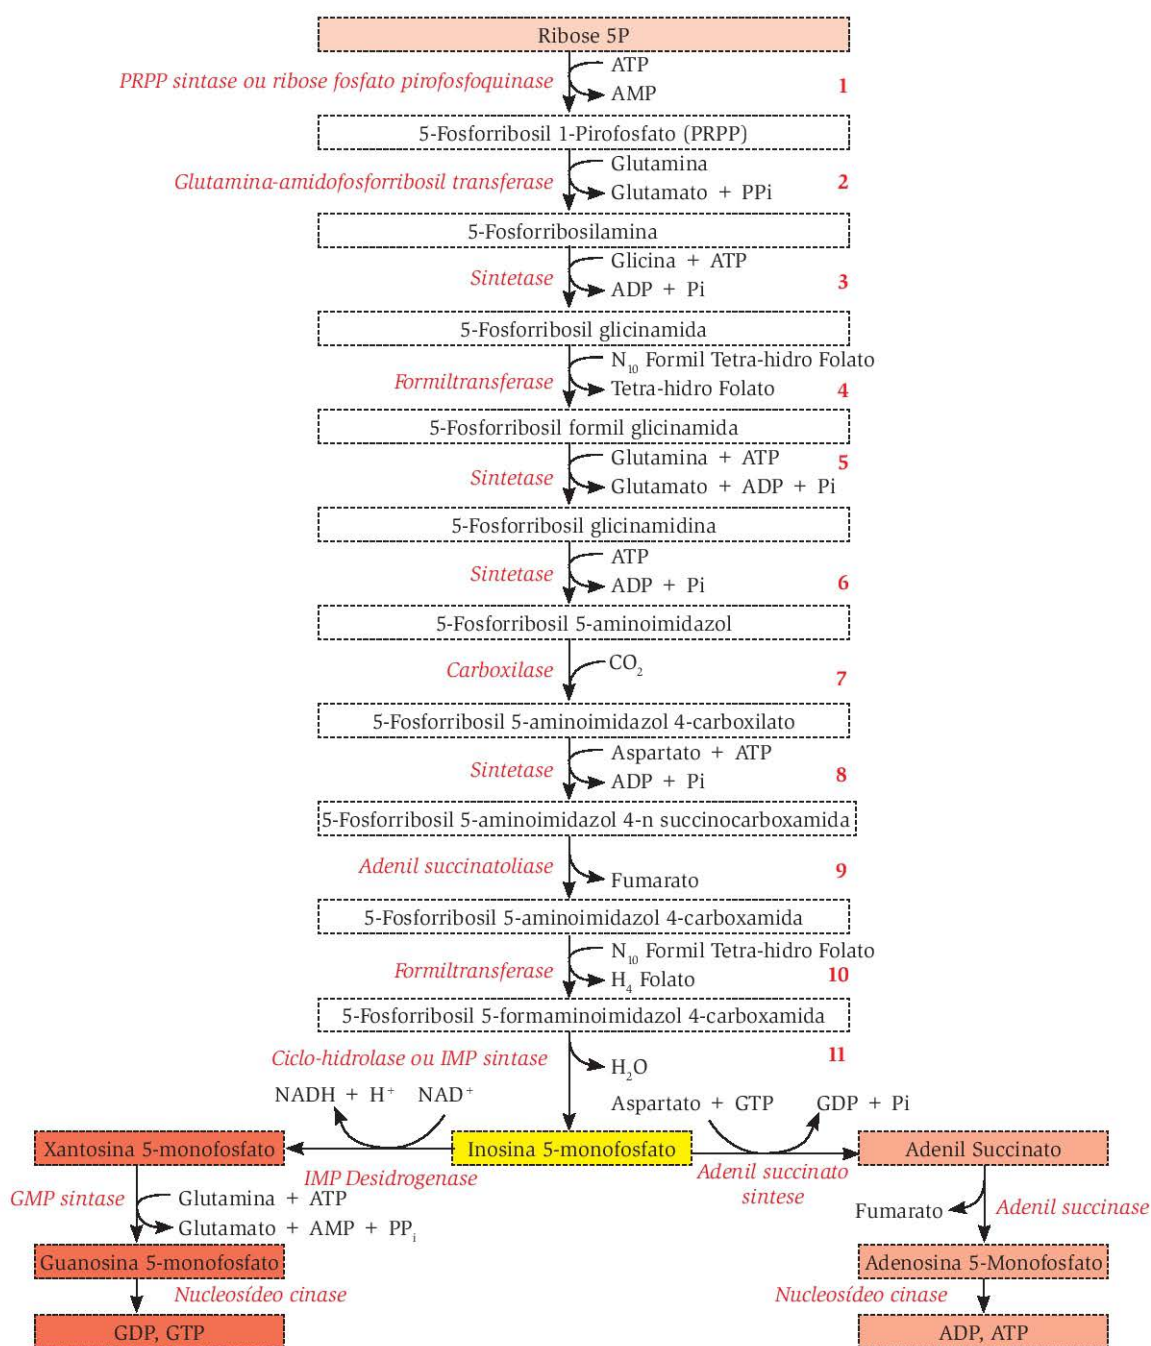 Ribose 5P
PRPP sintase ou ribose fosfato pirofosfoquinase
ATP
AMP
1
5-Fosforribosil 1-Pirofosfato (PRPP)
Glutamina-amidofosforribosil transferase
Glutamina
Glutamato + PPi
2
5-Fosforribosilamina
Sintetase
Glicina + ATP
ADP + Pi
3
5-Fosforribosil glicinamida
Formiltransferase
N₁₀ Formil Tetra-hidro Folato
Tetra-hidro Folato
4
5-Fosforribosil formil glicinamida
Sintetase
Glutamina + ATP
Glutamato + ADP + Pi
5
5-Fosforribosil glicinamidina
Sintetase
ATP
ADP + Pi
6
5-Fosforribosil 5-aminoimidazol
Carboxilase
CO₂
7
5-Fosforribosil 5-aminoimidazol 4-carboxilato
Sintetase
Aspartato + ATP
ADP + Pi
8
5-Fosforribosil 5-aminoimidazol 4-n succinocarboxamida
Adenil succinatoliase
Fumarato
9
5-Fosforribosil 5-aminoimidazol 4-carboxamida
Formiltransferase
N₁₀ Formil Tetra-hidro Folato
H₄ Folato
10
5-Fosforribosil 5-formaminoimidazol 4-carboxamida
Ciclo-hidrolase ou IMP sintase
H₂O
11
NADH + H⁺ NAD⁺
Aspartato + GTP GDP + Pi
Xantosina 5-monofosfato
Inosina 5-monofosfato
Adenil Succinato
IMP Desidrogenase
Adenil succinato
sintese
GMP sintase
Glutamina + ATP
Glutamato + AMP + PPᵢ
Fumarato
Adenil succinase
Guanosina 5-monofosfato
Adenosina 5-Monofosfato
Nucleosídeo cinase
Nucleosídeo cinase
GDP, GTP
ADP, ATP